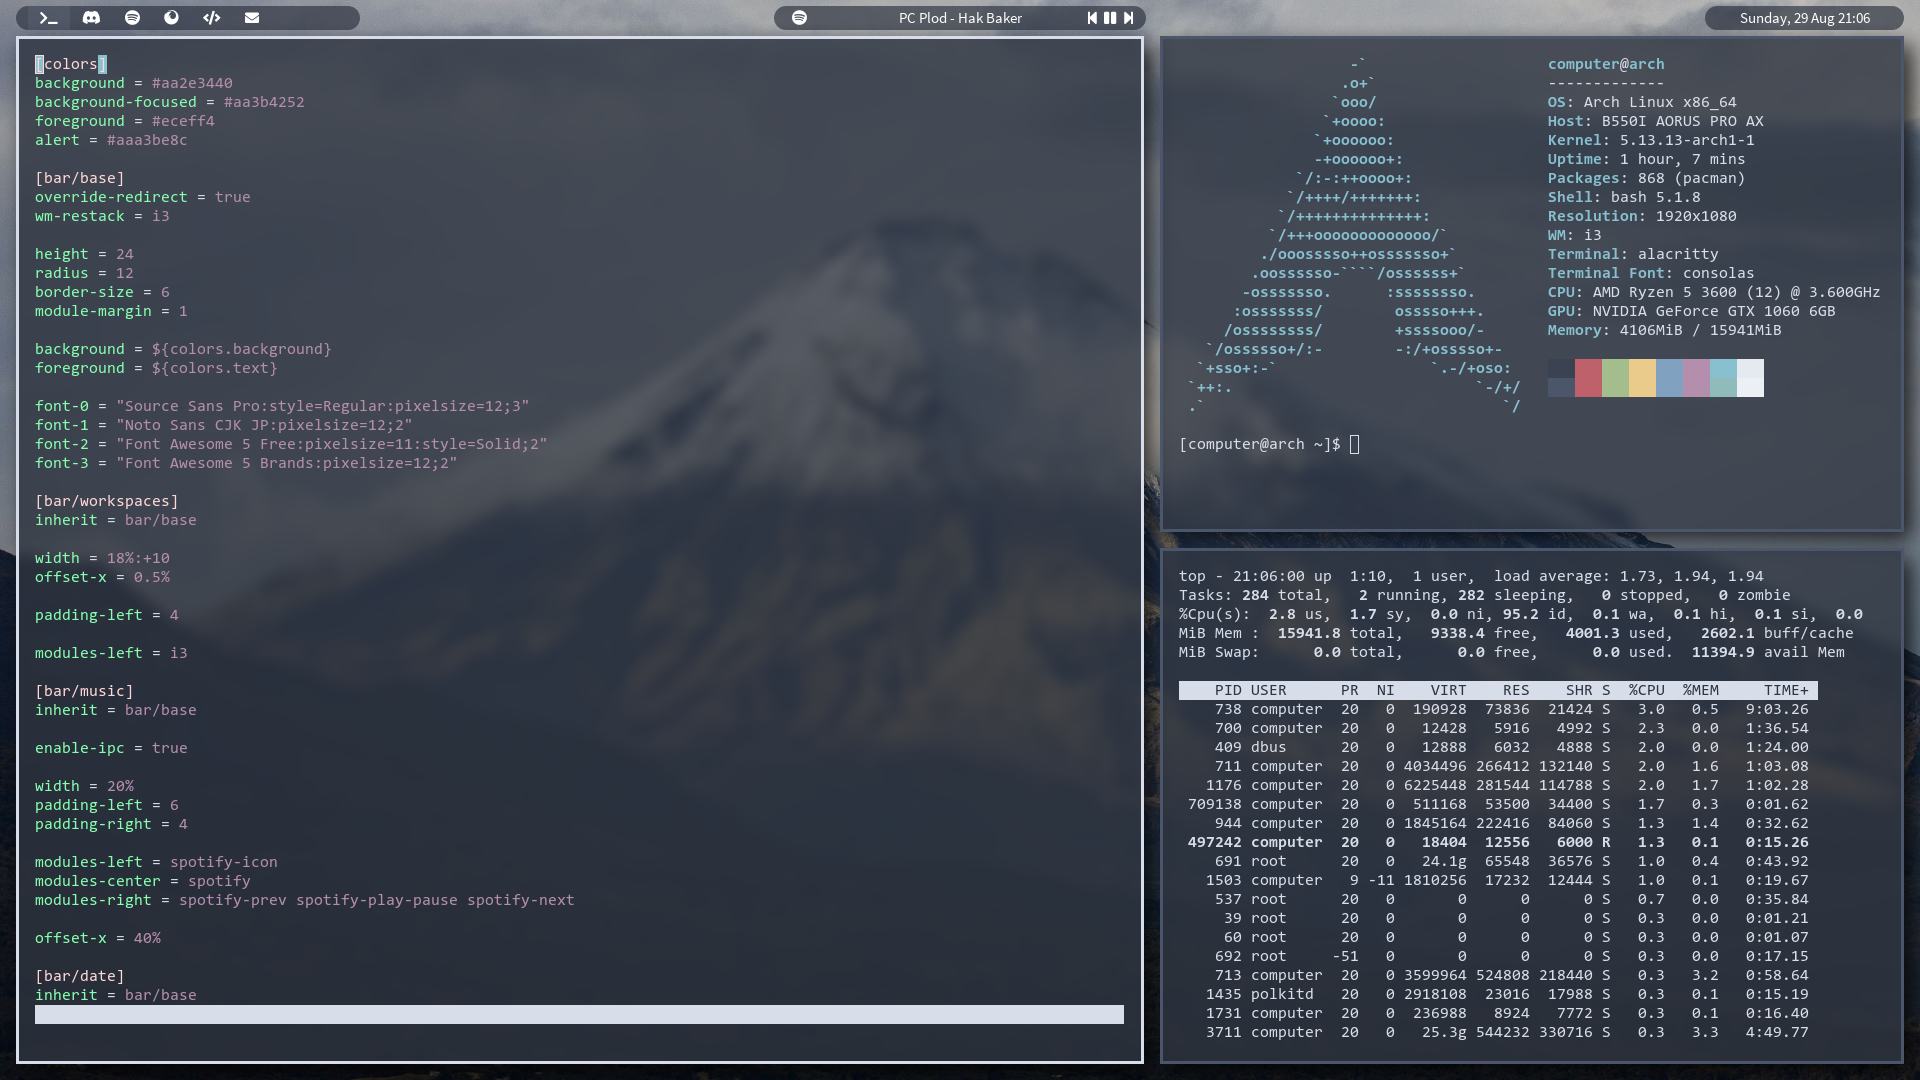 PC Plod - Hak Baker
Sunday, 29 Aug 21:06
[colors]
background = #aa2e3440
background-focused = #aa3b4252
foreground = #eceff4
alert = #aaa3be8c
[bar/base]
override-redirect = true
wm-restack = i3
height = 24
radius = 12
border-size = 6
module-margin = 1
background = ${colors.background}
foreground = ${colors.text}
font-0 = "Source Sans Pro:style=Regular:pixelsize=12;3"
font-1 = "Noto Sans CJK JP:pixelsize=12;2"
font-2 = "Font Awesome 5 Free:pixelsize=11:style=Solid;2"
font-3 = "Font Awesome 5 Brands:pixelsize=12;2"
[bar/workspaces]
inherit = bar/base
width = 18%:+10
offset-x = 0.5%
padding-left = 4
modules-left = i3
[bar/music]
inherit = bar/base
enable-ipc = true
width = 20%
padding-left = 6
padding-right = 4
modules-left = spotify-icon
modules-center = spotify
modules-right = spotify-prev spotify-play-pause spotify-next
offset-x = 40%
[bar/date]
inherit = bar/base
-`
.o+`
`ooo/
`+oooo:
`+oooooo:
-+oooooo+:
`/:-:++oooo+:
`/++++/+++++++:
`/++++++++++++++:
`/+++ooooooooooooo/`
./ooosssso++osssssso+`
.oossssso-````/ossssss+`
-osssssso.      :ssssssso.
:osssssss/        osssso+++.
/ossssssss/        +ssssooo/-
`/ossssso+/:-        -:/+osssso+-
`+sso+:-`                 `.-/+oso:
`++:.                           `-/+/
.`                                 `/
computer@arch
-------------
OS: Arch Linux x86_64
Host: B550I AORUS PRO AX
Kernel: 5.13.13-arch1-1
Uptime: 1 hour, 7 mins
Packages: 868 (pacman)
Shell: bash 5.1.8
Resolution: 1920x1080
WM: i3
Terminal: alacritty
Terminal Font: consolas
CPU: AMD Ryzen 5 3600 (12) @ 3.600GHz
GPU: NVIDIA GeForce GTX 1060 6GB
Memory: 4106MiB / 15941MiB
[computer@arch ~]$
top - 21:06:00 up  1:10,  1 user,  load average: 1.73, 1.94, 1.94
Tasks: 284 total,   2 running, 282 sleeping,   0 stopped,   0 zombie
%Cpu(s):  2.8 us,  1.7 sy,  0.0 ni, 95.2 id,  0.1 wa,  0.1 hi,  0.1 si,  0.0
MiB Mem :  15941.8 total,   9338.4 free,   4001.3 used,   2602.1 buff/cache
MiB Swap:      0.0 total,      0.0 free,      0.0 used.  11394.9 avail Mem
PID USER      PR  NI    VIRT    RES    SHR S  %CPU  %MEM     TIME+
738 computer  20   0  190928  73836  21424 S   3.0   0.5   9:03.26
700 computer  20   0   12428   5916   4992 S   2.3   0.0   1:36.54
409 dbus      20   0   12888   6032   4888 S   2.0   0.0   1:24.00
711 computer  20   0 4034496 266412 132140 S   2.0   1.6   1:03.08
1176 computer  20   0 6225448 281544 114788 S   2.0   1.7   1:02.28
709138 computer  20   0  511168  53500  34400 S   1.7   0.3   0:01.62
944 computer  20   0 1845164 222416  84060 S   1.3   1.4   0:32.62
497242 computer  20   0   18404  12556   6000 R   1.3   0.1   0:15.26
691 root      20   0   24.1g  65548  36576 S   1.0   0.4   0:43.92
1503 computer   9 -11 1810256  17232  12444 S   1.0   0.1   0:19.67
537 root      20   0       0      0      0 S   0.7   0.0   0:35.84
39 root      20   0       0      0      0 S   0.3   0.0   0:01.21
60 root      20   0       0      0      0 S   0.3   0.0   0:01.07
692 root     -51   0       0      0      0 S   0.3   0.0   0:17.15
713 computer  20   0 3599964 524808 218440 S   0.3   3.2   0:58.64
1435 polkitd   20   0 2918108  23016  17988 S   0.3   0.1   0:15.19
1731 computer  20   0  236988   8924   7772 S   0.3   0.1   0:16.40
3711 computer  20   0   25.3g 544232 330716 S   0.3   3.3   4:49.77